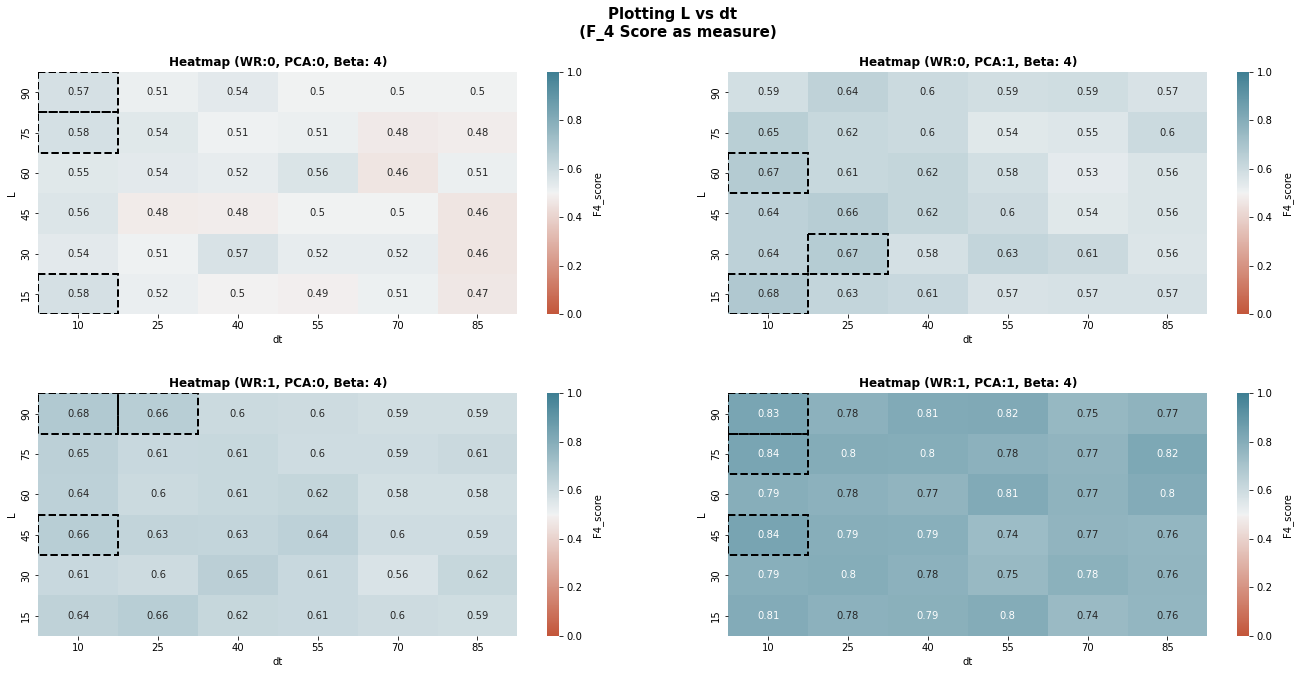 Plotting L vs dt
(F_4 Score as measure)
Heatmap (WR:0, PCA:0, Beta: 4)
90 0.57 0.51 0.54 0.5 0.5 0.5
75 0.58 0.54 0.51 0.51 0.48 0.48
60 0.55 0.54 0.52 0.56 0.46 0.51
45 0.56 0.48 0.48 0.5 0.5 0.46
30 0.54 0.51 0.57 0.52 0.52 0.46
15 0.58 0.52 0.5 0.49 0.51 0.47
10 25 40 55 70 85
dt
L
1.0
0.8
0.6
0.4
0.2
0.0
F4_score
Heatmap (WR:0, PCA:1, Beta: 4)
90 0.59 0.64 0.6 0.59 0.59 0.57
75 0.65 0.62 0.6 0.54 0.55 0.6
60 0.67 0.61 0.62 0.58 0.53 0.56
45 0.64 0.66 0.62 0.6 0.54 0.56
30 0.64 0.67 0.58 0.63 0.61 0.56
15 0.68 0.63 0.61 0.57 0.57 0.57
10 25 40 55 70 85
dt
L
1.0
0.8
0.6
0.4
0.2
0.0
F4_score
Heatmap (WR:1, PCA:0, Beta: 4)
90 0.68 0.66 0.6 0.6 0.59 0.59
75 0.65 0.61 0.61 0.6 0.59 0.61
60 0.64 0.6 0.61 0.62 0.58 0.58
45 0.66 0.63 0.63 0.64 0.6 0.59
30 0.61 0.6 0.65 0.61 0.56 0.62
15 0.64 0.66 0.62 0.61 0.6 0.59
10 25 40 55 70 85
dt
L
1.0
0.8
0.6
0.4
0.2
0.0
F4_score
Heatmap (WR:1, PCA:1, Beta: 4)
90 0.83 0.78 0.81 0.82 0.75 0.77
75 0.84 0.8 0.8 0.78 0.77 0.82
60 0.79 0.78 0.77 0.81 0.77 0.8
45 0.84 0.79 0.79 0.74 0.77 0.76
30 0.79 0.8 0.78 0.75 0.78 0.76
15 0.81 0.78 0.79 0.8 0.74 0.76
10 25 40 55 70 85
dt
L
1.0
0.8
0.6
0.4
0.2
0.0
F4_score